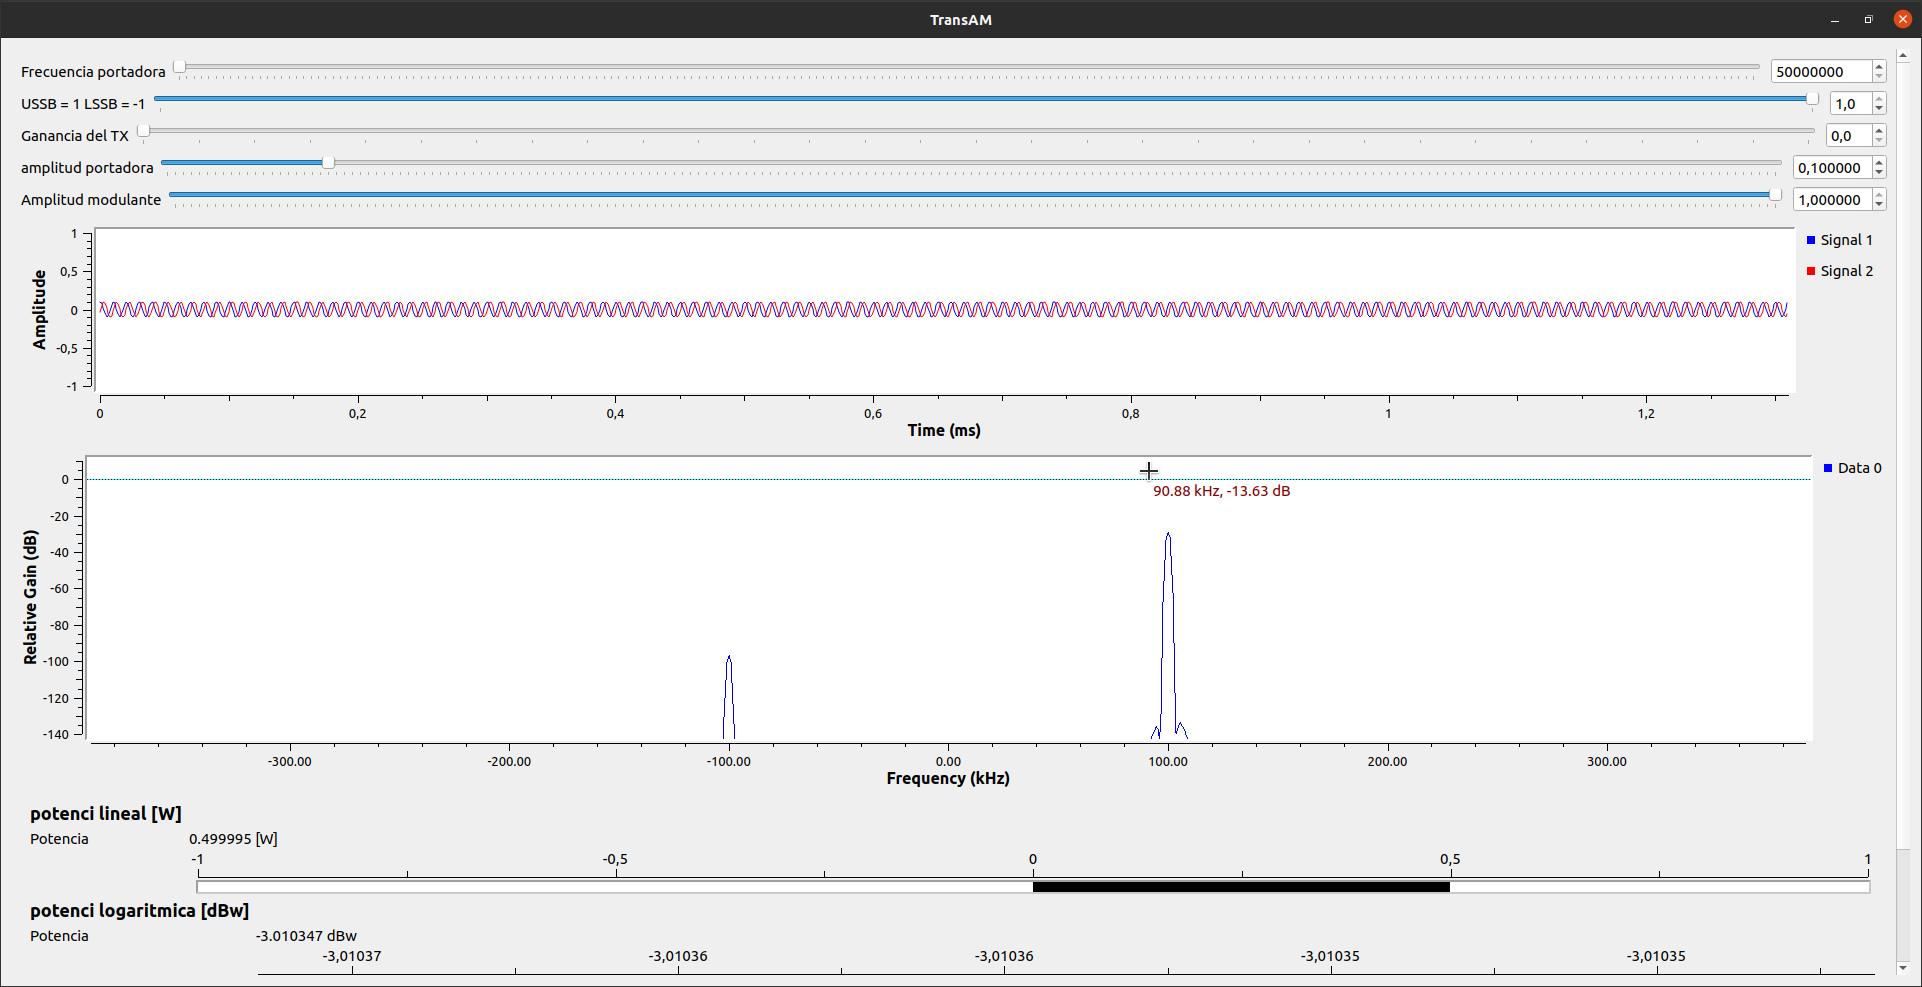 TransAM
Frecuencia portadora 50000000
USSB = 1 LSSB = -1 1,0
Ganancia del TX 0,0
amplitud portadora 0,100000
Amplitud modulante 1,000000
Signal 1
Signal 2
Amplitude
1
0,5
0
-0,5
-1
0 0,2 0,4 0,6 0,8 1 1,2
Time (ms)
Data 0
90.88 kHz, -13.63 dB
Relative Gain (dB)
0
-20
-40
-60
-80
-100
-120
-140
-300.00 -200.00 -100.00 0.00 100.00 200.00 300.00
Frequency (kHz)
potenci lineal [W]
Potencia 0.499995 [W]
-1 -0,5 0 0,5 1
potenci logaritmica [dBw]
Potencia -3.010347 dBw
-3,01037 -3,01036 -3,01036 -3,01035 -3,01035